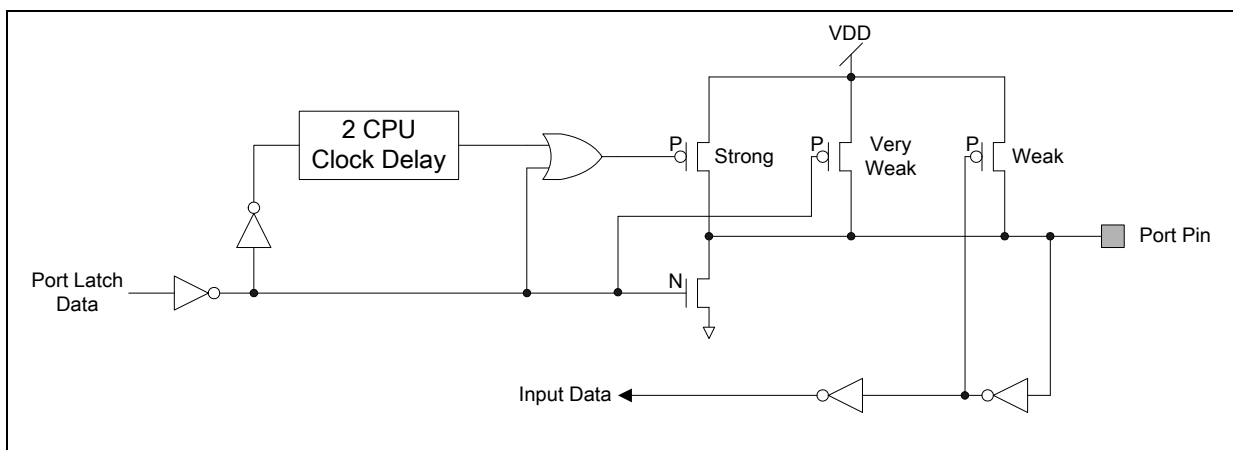 VDD
2 CPU
Clock Delay
P
Strong
P
Very
Weak
P
Weak
Port Pin
Port Latch
Data
N
Input Data